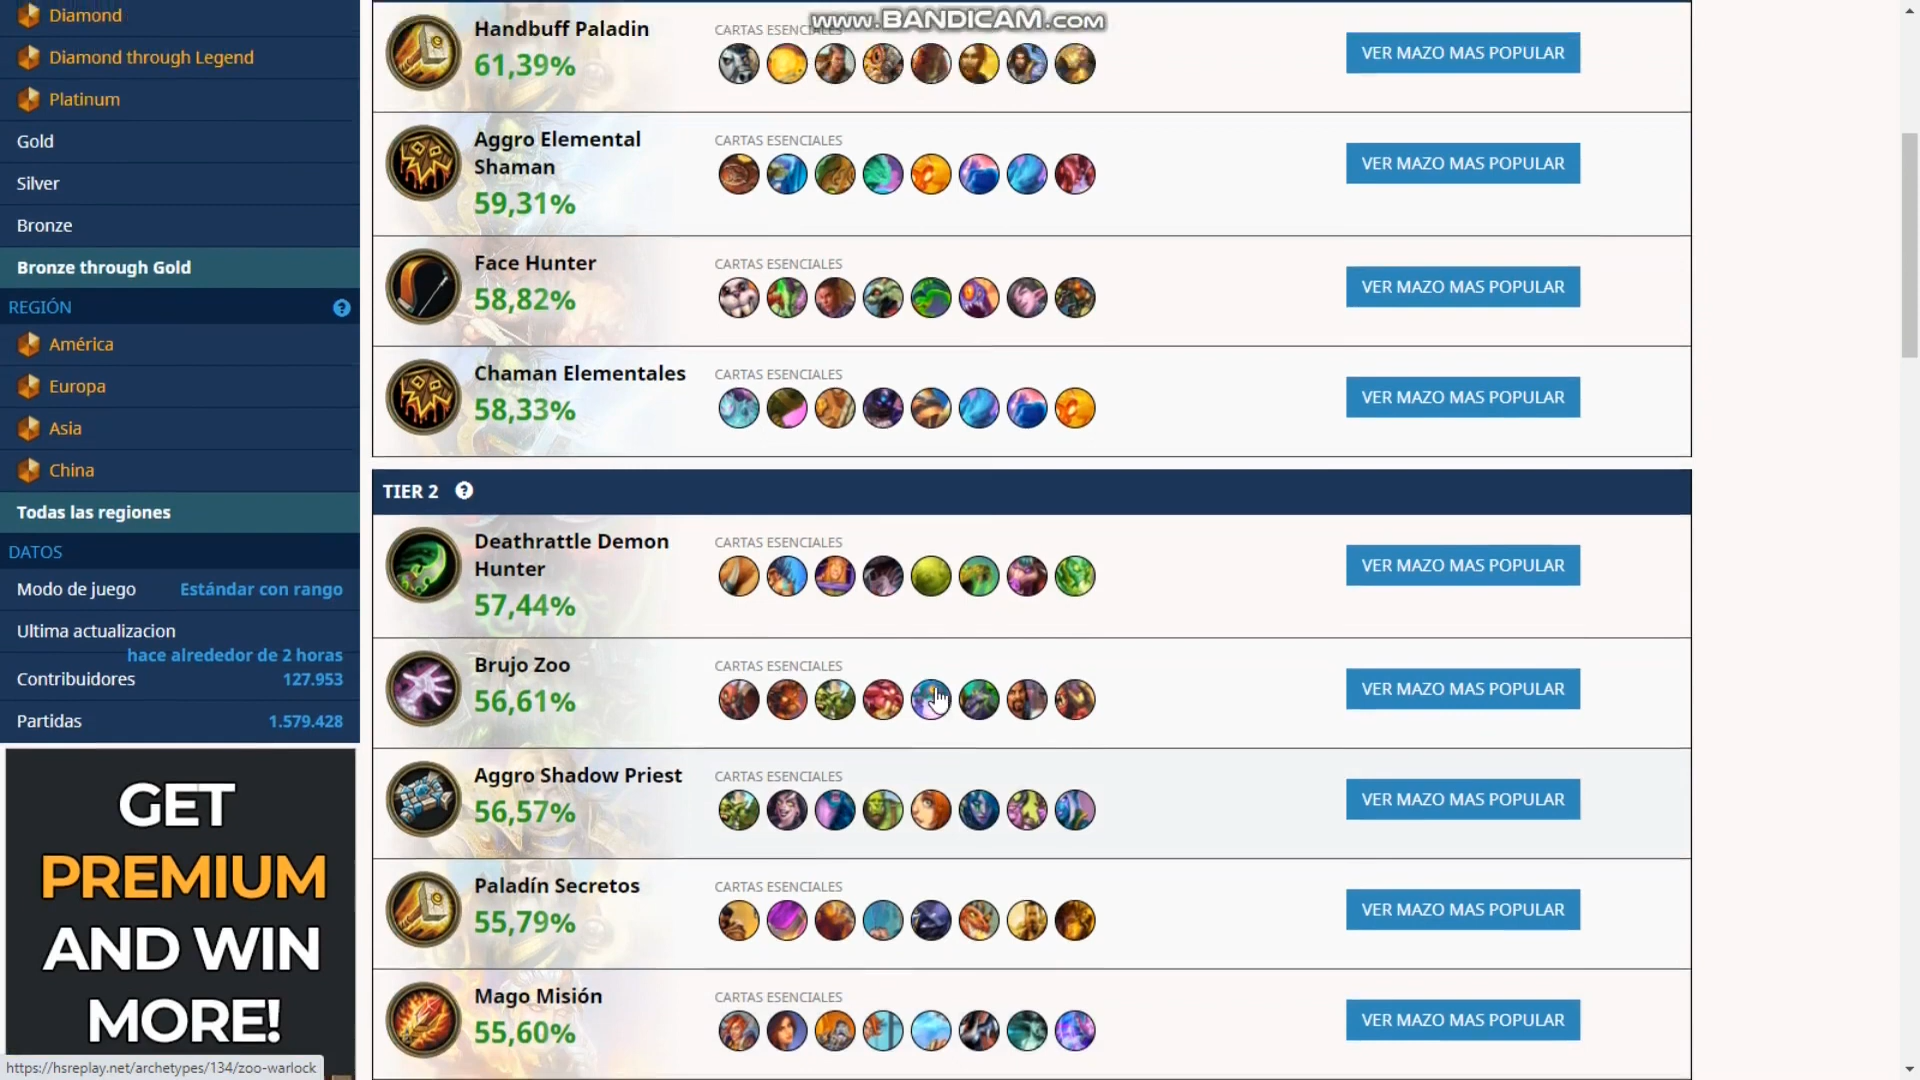 Diamond
Diamond through Legend
Platinum
Gold
Silver
Bronze
Bronze through Gold
REGIÓN ?
América
Europa
Asia
China
Todas las regiones
DATOS
Modo de juego Estándar con rango
Ultima actualizacion
hace alrededor de 2 horas
Contribuidores 127.953
Partidas 1.579.428
GET
PREMIUM
AND WIN
MORE!
https://hsreplay.net/archetypes/134/zoo-warlock
www.BANDICAM.com
Handbuff Paladin
61,39%
CARTAS ESENCIALES
VER MAZO MAS POPULAR
Aggro Elemental
Shaman
59,31%
CARTAS ESENCIALES
VER MAZO MAS POPULAR
Face Hunter
58,82%
CARTAS ESENCIALES
VER MAZO MAS POPULAR
Chaman Elementales
58,33%
CARTAS ESENCIALES
VER MAZO MAS POPULAR
TIER 2 ?
Deathrattle Demon
Hunter
57,44%
CARTAS ESENCIALES
VER MAZO MAS POPULAR
Brujo Zoo
56,61%
CARTAS ESENCIALES
VER MAZO MAS POPULAR
Aggro Shadow Priest
56,57%
CARTAS ESENCIALES
VER MAZO MAS POPULAR
Paladín Secretos
55,79%
CARTAS ESENCIALES
VER MAZO MAS POPULAR
Mago Misión
55,60%
CARTAS ESENCIALES
VER MAZO MAS POPULAR